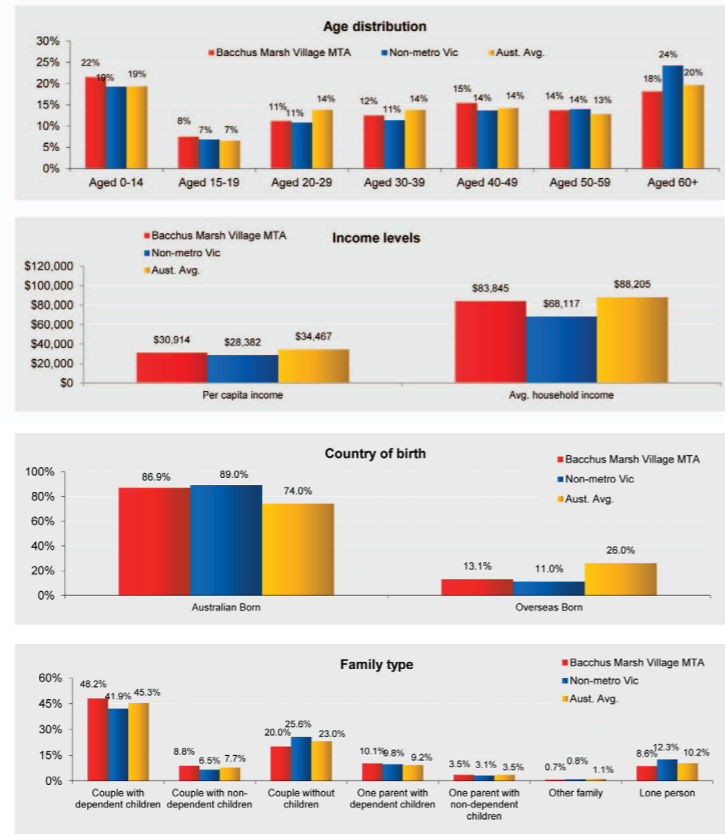 Age distribution
30%
25%
20%
15%
10%
5%
0%
Bacchus Marsh Village MTA
Non-metro Vic
Aust. Avg.
22%
19%
19%
8%
7%
7%
11%
11%
14%
12%
11%
14%
15%
14%
14%
14%
14%
13%
18%
24%
20%
Aged 0-14
Aged 15-19
Aged 20-29
Aged 30-39
Aged 40-49
Aged 50-59
Aged 60+
Bacchus Marsh Village MTA
Non-metro Vic
Aust. Avg.
Income levels
$120,000
$100,000
$80,000
$60,000
$40,000
$20,000
$0
$30,914
$28,382
$34,467
$83,845
$68,117
$88,205
Per capita income
Avg. household income
Country of birth
Bacchus Marsh Village MTA
Non-metro Vic
Aust. Avg.
100%
80%
60%
40%
20%
0%
86.9%
89.0%
74.0%
13.1%
11.0%
26.0%
Australian Born
Overseas Born
Family type
Bacchus Marsh Village MTA
Non-metro Vic
Aust. Avg.
60%
45%
30%
15%
0%
48.2%
41.9%
45.3%
8.8%
6.5%
7.7%
20.0%
25.6%
23.0%
10.1%
9.8%
9.2%
3.5%
3.1%
3.5%
0.7%
0.8%
1.1%
8.6%
12.3%
10.2%
Couple with
dependent children
Couple with non-
dependent children
Couple without
children
One parent with
dependent children
One parent with
non-dependent
children
Other family
Lone person